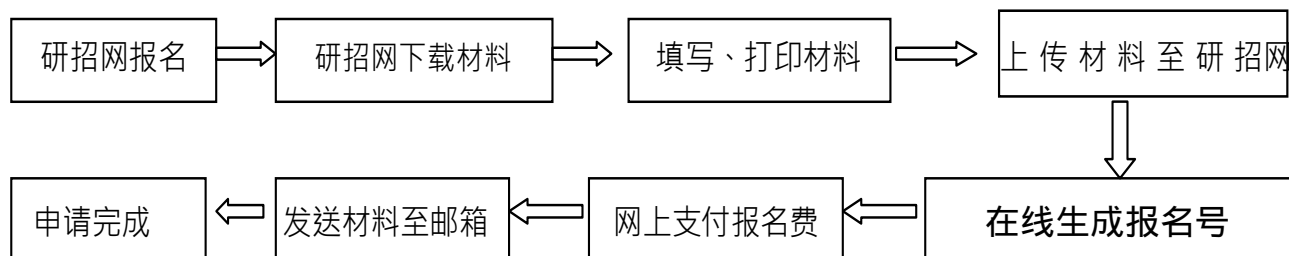 研招网报名
研招网下载材料
填写、打印材料
上传材料至研招网
在线生成报名号
网上支付报名费
发送材料至邮箱
申请完成